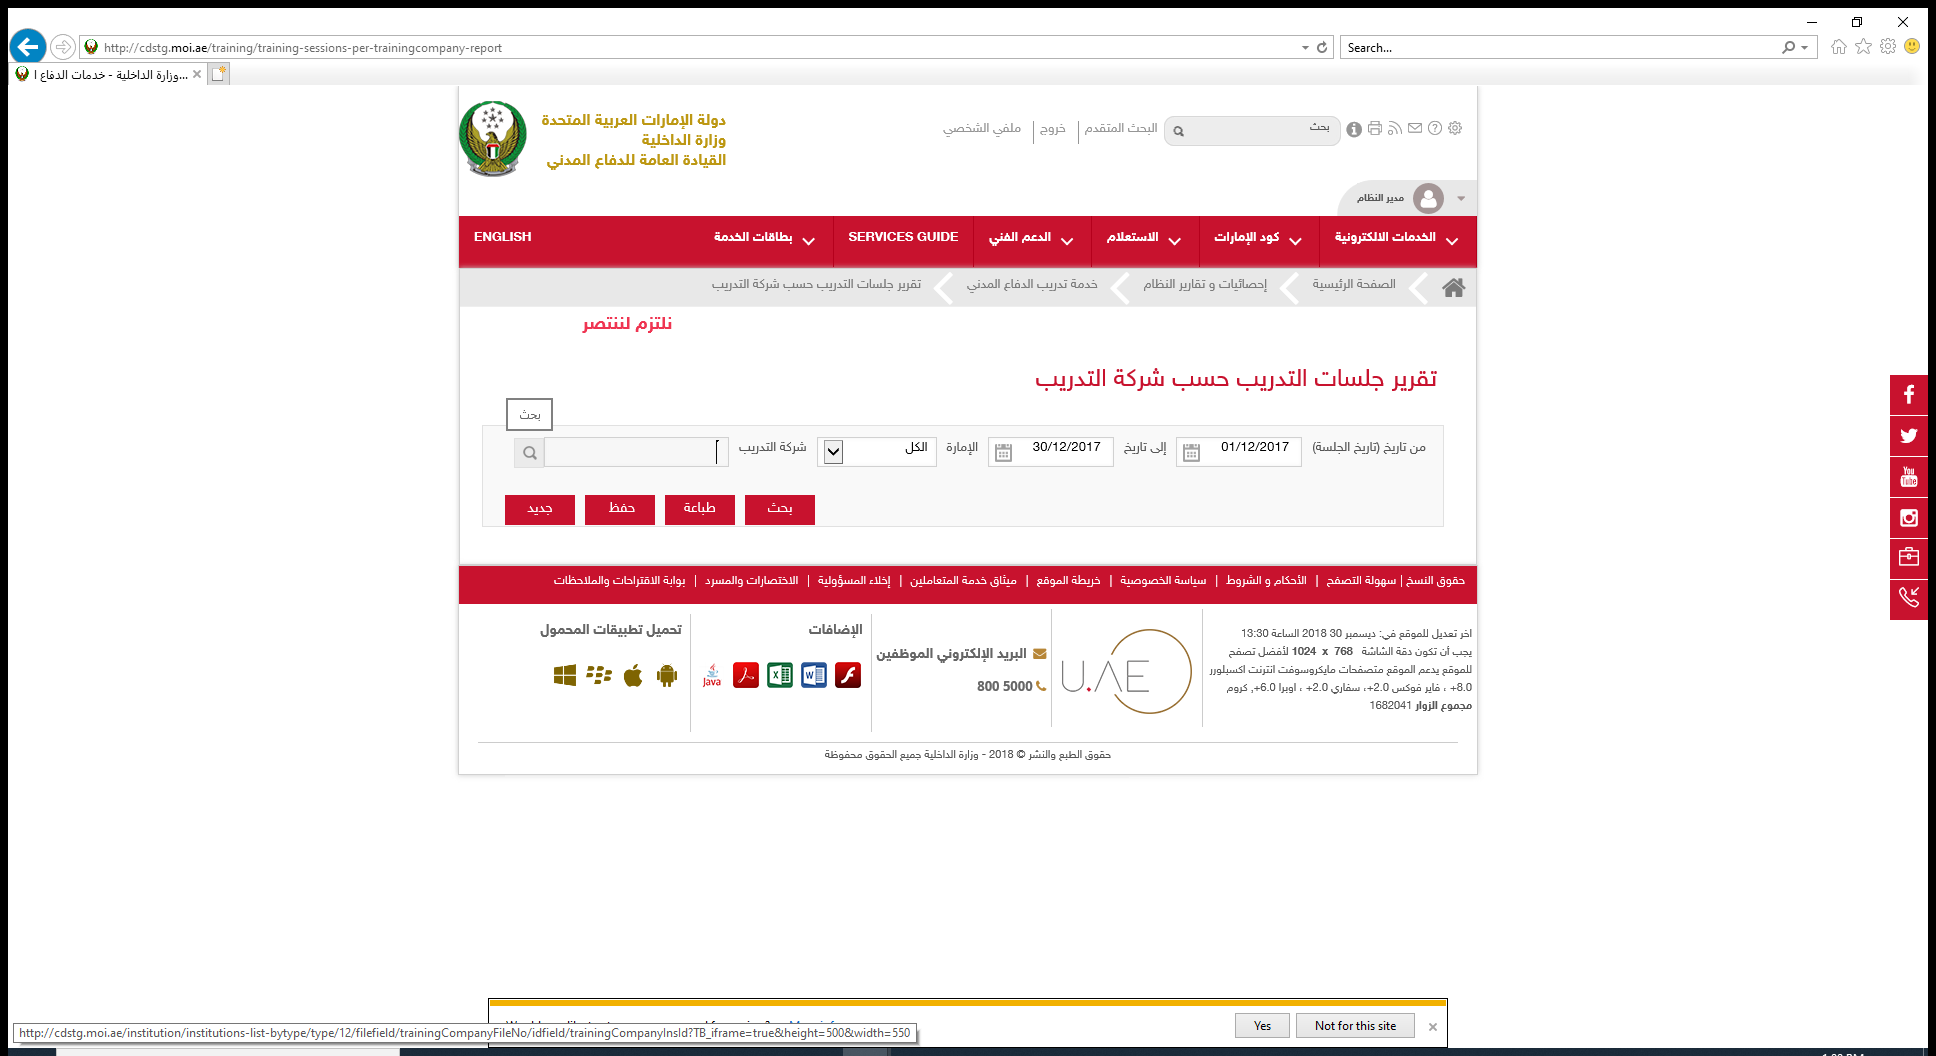 http://cdstg.moi.ae/training/training-sessions-per-trainingcompany-report
Search...
وزارة الداخلية - خدمات الدفاع ا...
دولة الإمارات العربية المتحدة
وزارة الداخلية
القيادة العامة للدفاع المدني
بحث
البحث المتقدم
خروج
ملفي الشخصي
مدير النظام
الخدمات الالكترونية
كود الإمارات
الاستعلام
الدعم الفني
SERVICES GUIDE
بطاقات الخدمة
ENGLISH
الصفحة الرئيسية
إحصائيات و تقارير النظام
خدمة تدريب الدفاع المدني
تقرير جلسات التدريب حسب شركة التدريب
نلتزم لننتصر
تقرير جلسات التدريب حسب شركة التدريب
بحث
من تاريخ (تاريخ الجلسة) 01/12/2017 إلى تاريخ 30/12/2017 الإمارة الكل شركة التدريب
بحث طباعة حفظ جديد
حقوق النسخ | سهولة التصفح | الأحكام و الشروط | سياسة الخصوصية | خريطة الموقع | ميثاق خدمة المتعاملين | إخلاء المسؤولية | الاختصارات والمسرد | بوابة الاقتراحات والملاحظات
اخر تعديل للموقع في: ديسمبر 30 2018 الساعة 13:30
يجب أن تكون دقة الشاشة 768 x 1024 لأفضل تصفح
للموقع يدعم الموقع متصفحات مايكروسوفت انترنت اكسبلورر
8.0+ ، فاير فوكس 2.0+، سفاري 2.0+ ، اوبرا 6.0+, كروم
مجموع الزوار 1682041
U.AE
البريد الإلكتروني الموظفين
800 5000
الإضافات
Java
تحميل تطبيقات المحمول
حقوق الطبع والنشر © 2018 - وزارة الداخلية جميع الحقوق محفوظة
You Tube
Yes
Not for this site
http://cdstg.moi.ae/institution/institutions-list-bytype/type/12/filefield/trainingCompanyFileNo/idfield/trainingCompanyInsId?TB_iframe=true&height=500&width=550